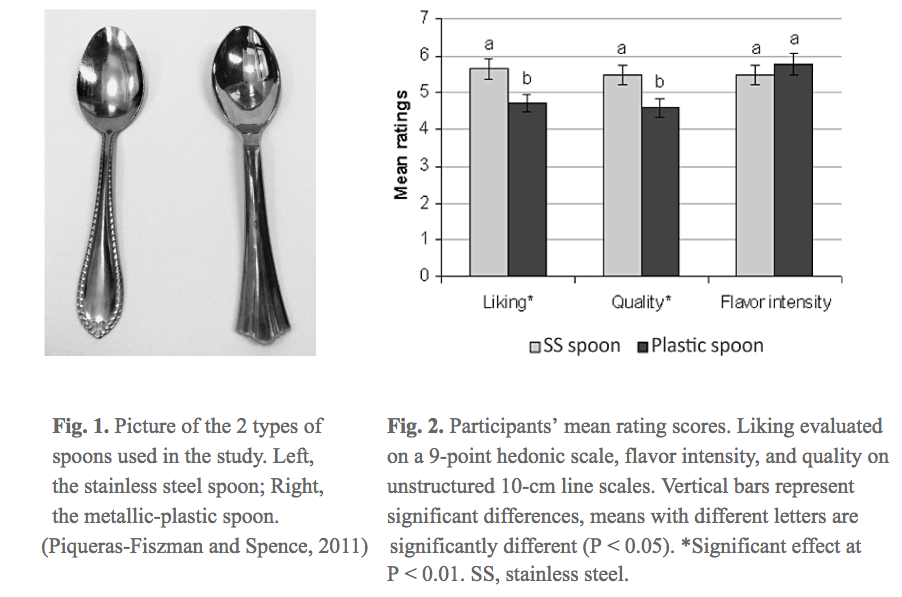 7
6
5
4
3
2
1
0
Mean ratings
a
b
a
b
a
a
Liking*
Quality*
Flavor intensity
SS spoon
Plastic spoon
Fig. 1. Picture of the 2 types of
spoons used in the study. Left,
the stainless steel spoon; Right,
the metallic-plastic spoon.
(Piqueras-Fiszman and Spence, 2011)
Fig. 2. Participants’ mean rating scores. Liking evaluated
on a 9-point hedonic scale, flavor intensity, and quality on
unstructured 10-cm line scales. Vertical bars represent
significant differences, means with different letters are
significantly different (P < 0.05). *Significant effect at
P < 0.01. SS, stainless steel.